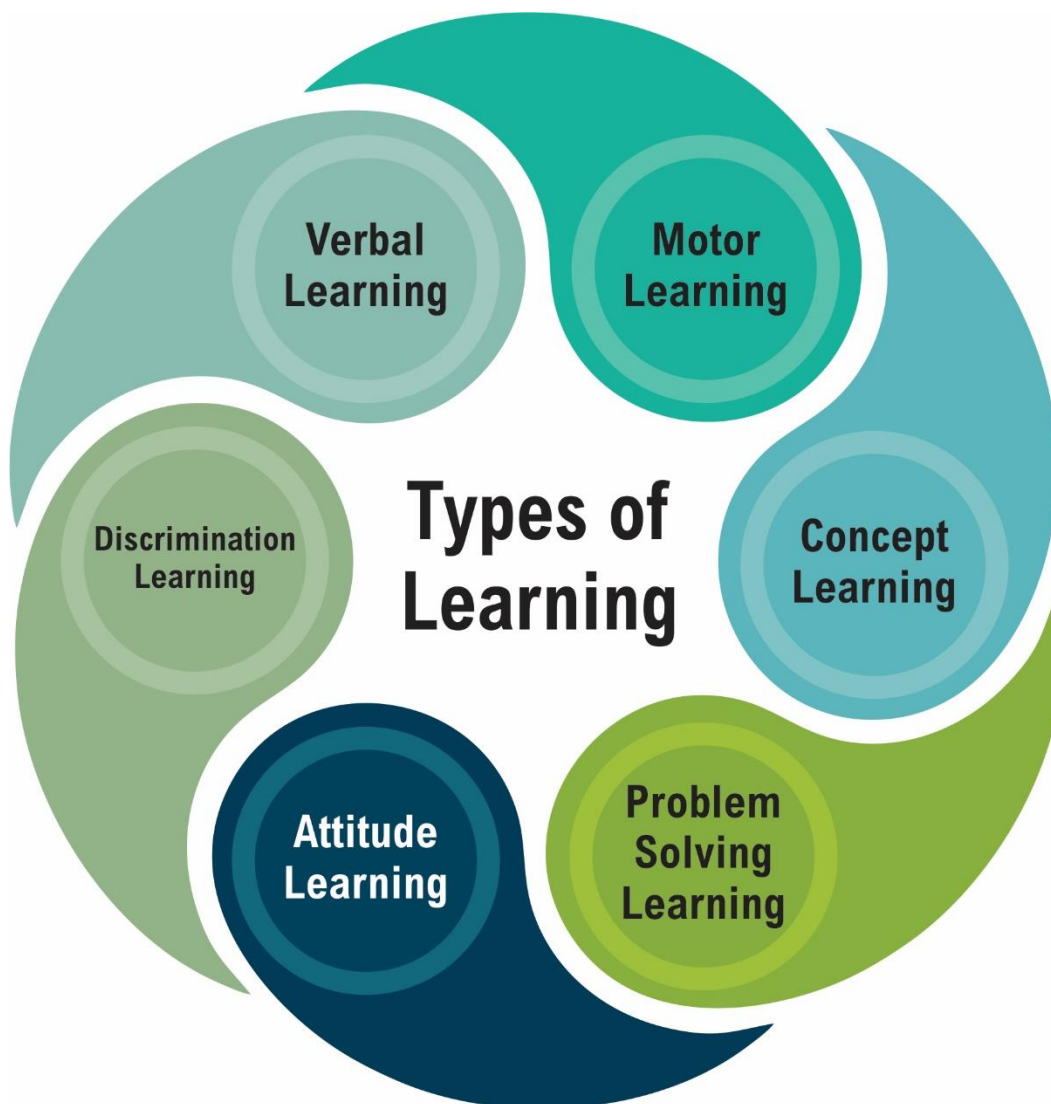 Types of
Learning
Verbal
Learning
Motor
Learning
Concept
Learning
Problem
Solving
Learning
Attitude
Learning
Discrimination
Learning